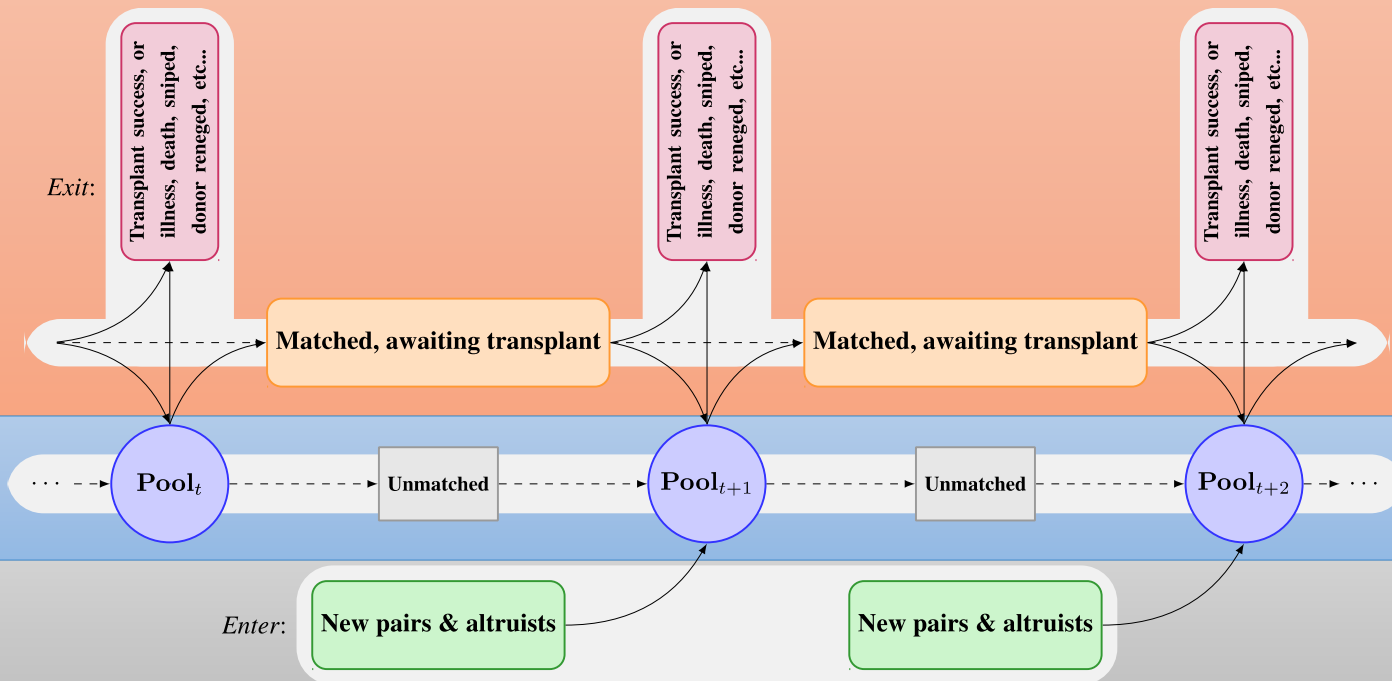 Transplant success, or
illness, death, sniped,
donor reneged, etc...
Transplant success, or
illness, death, sniped,
donor reneged, etc...
Transplant success, or
illness, death, sniped,
donor reneged, etc...
Exit:
Matched, awaiting transplant
Matched, awaiting transplant
· · ·
Pool_t
Unmatched
Pool_{t+1}
Unmatched
Pool_{t+2}
· · ·
Enter:
New pairs & altruists
New pairs & altruists